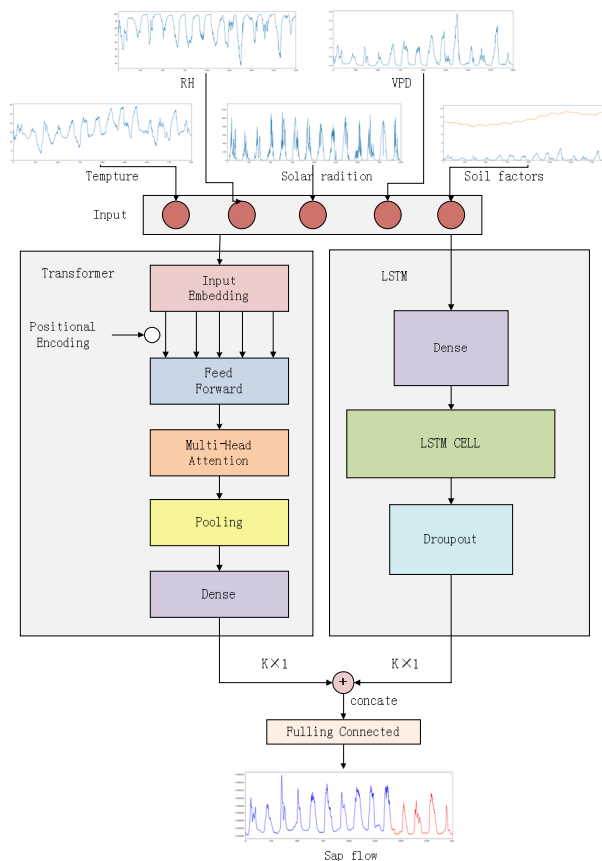 RH
VPD
Tempture
Solar radition
Soil factors
Input
Transformer
Input
Embedding
Positional
Encoding
Feed
Forward
Multi-Head
Attention
Pooling
Dense
LSTM
Dense
LSTM CELL
Droupout
K×1
K×1
+
concate
Fulling Connected
Sap flow